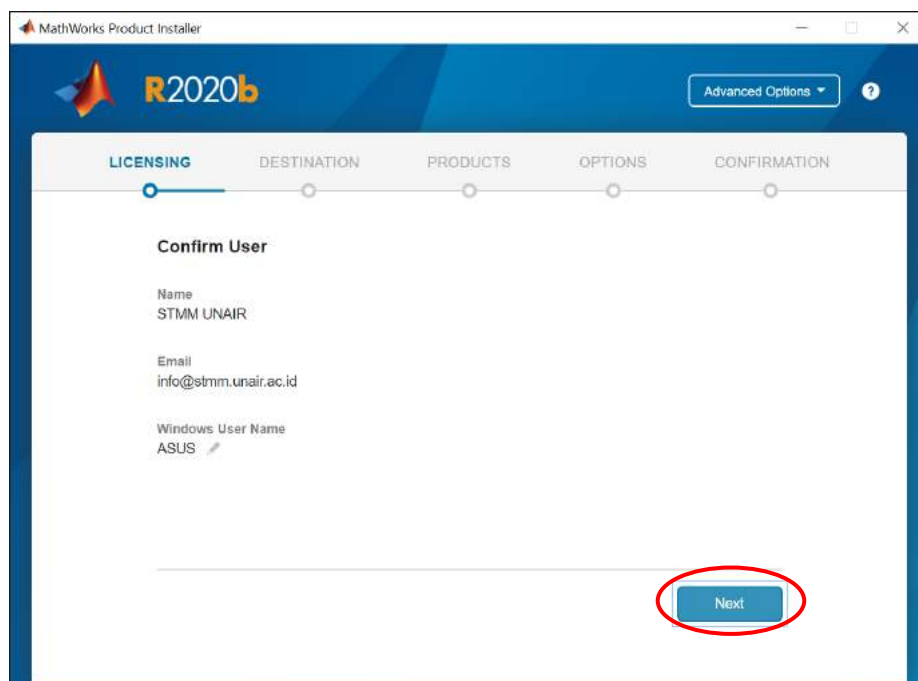 MathWorks Product Installer
R2020b
Advanced Options
?
LICENSING DESTINATION PRODUCTS OPTIONS CONFIRMATION
Confirm User
Name
STMM UNAIR
Email
info@stmm.unair.ac.id
Windows User Name
ASUS
Next